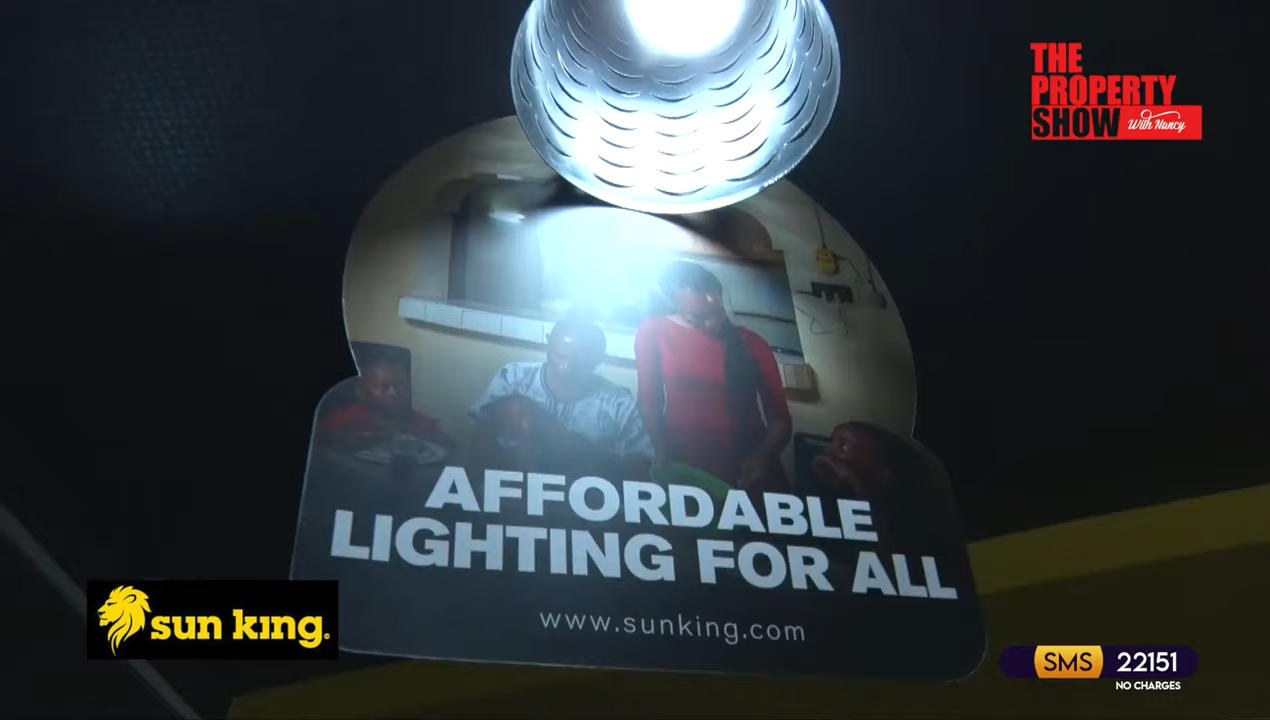 THE
PROPERTY
SHOW With Nancy
AFFORDABLE
LIGHTING FOR ALL
www.sunking.com
sun king.
SMS 22151
NO CHARGES